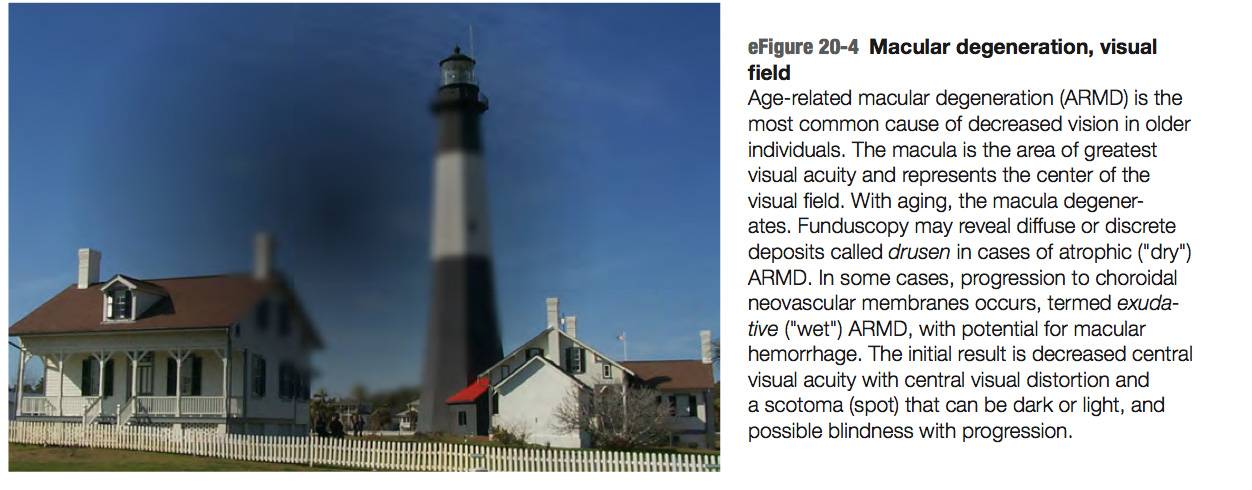 eFigure 20-4 Macular degeneration, visual
field
Age-related macular degeneration (ARMD) is the
most common cause of decreased vision in older
individuals. The macula is the area of greatest
visual acuity and represents the center of the
visual field. With aging, the macula degener-
ates. Funduscopy may reveal diffuse or discrete
deposits called drusen in cases of atrophic ("dry")
ARMD. In some cases, progression to choroidal
neovascular membranes occurs, termed exuda-
tive ("wet") ARMD, with potential for macular
hemorrhage. The initial result is decreased central
visual acuity with central visual distortion and
a scotoma (spot) that can be dark or light, and
possible blindness with progression.